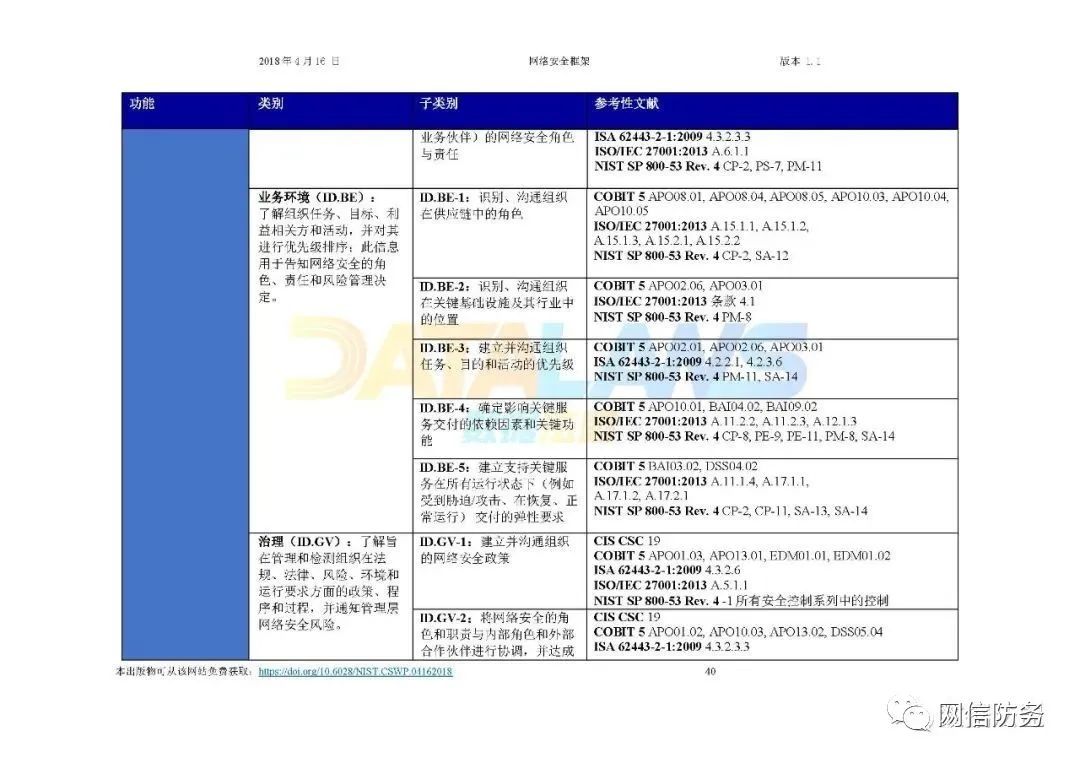 2018年4月16日 网络安全框架 版本 1.1
功能 类别 子类别 参考性文献
业务伙伴）的网络安全角色
与责任
ISA 62443-2-1:2009 4.3.2.3.3
ISO/IEC 27001:2013 A.6.1.1
NIST SP 800-53 Rev. 4 CP-2, PS-7, PM-11
业务环境（ID.BE）：
了解组织任务、目标、利
益相关方和活动，并对其
进行优先级排序；此信息
用于告知网络安全的角
色、责任和风险管理决
定。
ID.BE-1：识别、沟通组织
在供应链中的角色
COBIT 5 APO08.01, APO08.04, APO08.05, APO10.03, APO10.04,
APO10.05
ISO/IEC 27001:2013 A.15.1.1, A.15.1.2,
A.15.1.3, A.15.2.1, A.15.2.2
NIST SP 800-53 Rev. 4 CP-2, SA-12
ID.BE-2：识别、沟通组织
在关键基础设施及其行业中
的位置
COBIT 5 APO02.06, APO03.01
ISO/IEC 27001:2013 条款 4.1
NIST SP 800-53 Rev. 4 PM-8
ID.BE-3：建立并沟通组织
任务、目的和活动的优先级
COBIT 5 APO02.01, APO02.06, APO03.01
ISA 62443-2-1:2009 4.2.2.1, 4.2.3.6
NIST SP 800-53 Rev. 4 PM-11, SA-14
ID.BE-4：确定影响关键服
务交付的依赖因素和关键功
能
COBIT 5 APO10.01, BAI04.02, BAI09.02
ISO/IEC 27001:2013 A.11.2.2, A.11.2.3, A.12.1.3
NIST SP 800-53 Rev. 4 CP-8, PE-9, PE-11, PM-8, SA-14
ID.BE-5：建立支持关键服
务在所有运行状态下（例如
受到胁迫/攻击、在恢复、正
常运行） 交付的弹性要求
COBIT 5 BAI03.02, DSS04.02
ISO/IEC 27001:2013 A.11.1.4, A.17.1.1,
A.17.1.2, A.17.2.1
NIST SP 800-53 Rev. 4 CP-2, CP-11, SA-13, SA-14
治理（ID.GV）：了解旨
在管理和检测组织在法
规、法律、风险、环境和
运行要求方面的政策、程
序和过程，并通知管理层
网络安全风险。
ID.GV-1：建立并沟通组织
的网络安全政策
CIS CSC 19
COBIT 5 APO01.03, APO13.01, EDM01.01, EDM01.02
ISA 62443-2-1:2009 4.3.2.6
ISO/IEC 27001:2013 A.5.1.1
NIST SP 800-53 Rev. 4 -1 所有安全控制系列中的控制
ID.GV-2：将网络安全的角
色和职责与内部角色和外部
合作伙伴进行协调，并达成
CIS CSC 19
COBIT 5 APO01.02, APO10.03, APO13.02, DSS05.04
ISA 62443-2-1:2009 4.3.2.3.3
DATALAWS
本出版物可从该网站免费获取：https://doi.org/10.6028/NIST.CSWP.04162018 40
网信防务